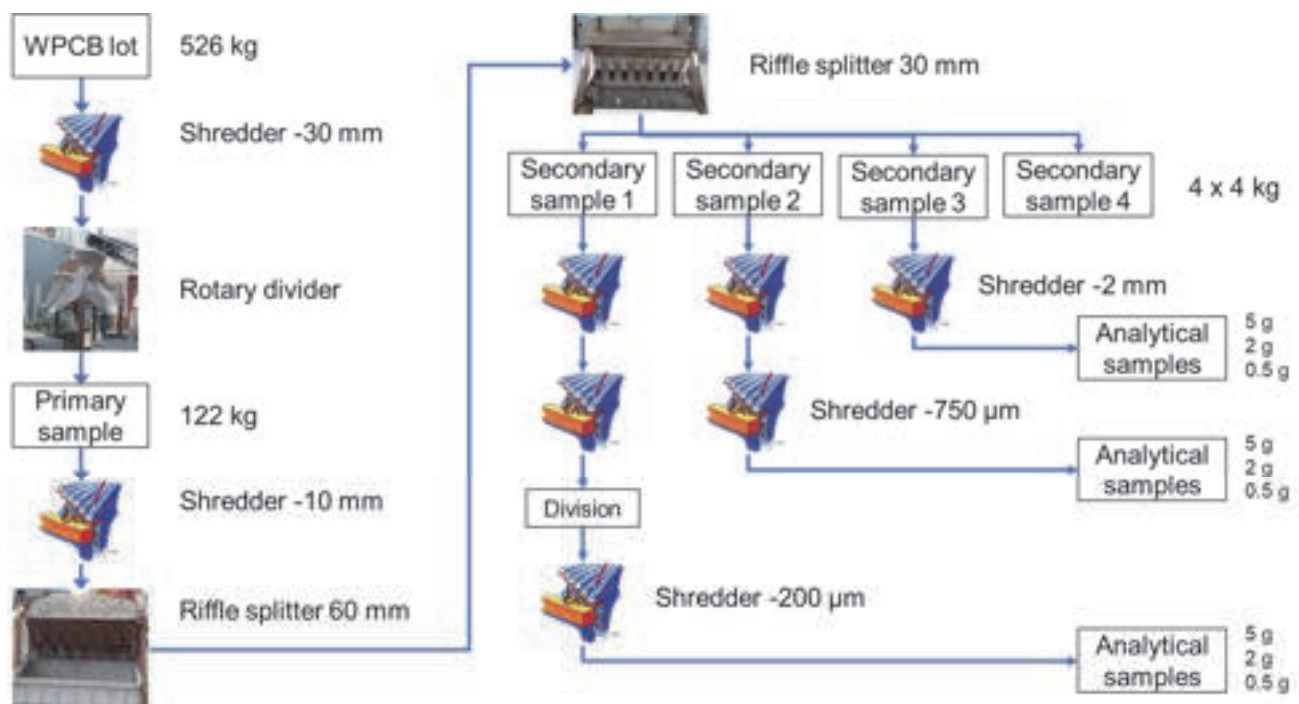 WPCB lot
526 kg
Shredder -30 mm
Rotary divider
Primary
sample
122 kg
Shredder -10 mm
Riffle splitter 60 mm
Riffle splitter 30 mm
Secondary
sample 1
Secondary
sample 2
Secondary
sample 3
Secondary
sample 4
4 x 4 kg
Shredder -2 mm
Analytical
samples
5 g
2 g
0.5 g
Shredder -750 µm
Analytical
samples
5 g
2 g
0.5 g
Division
Shredder -200 µm
Analytical
samples
5 g
2 g
0.5 g